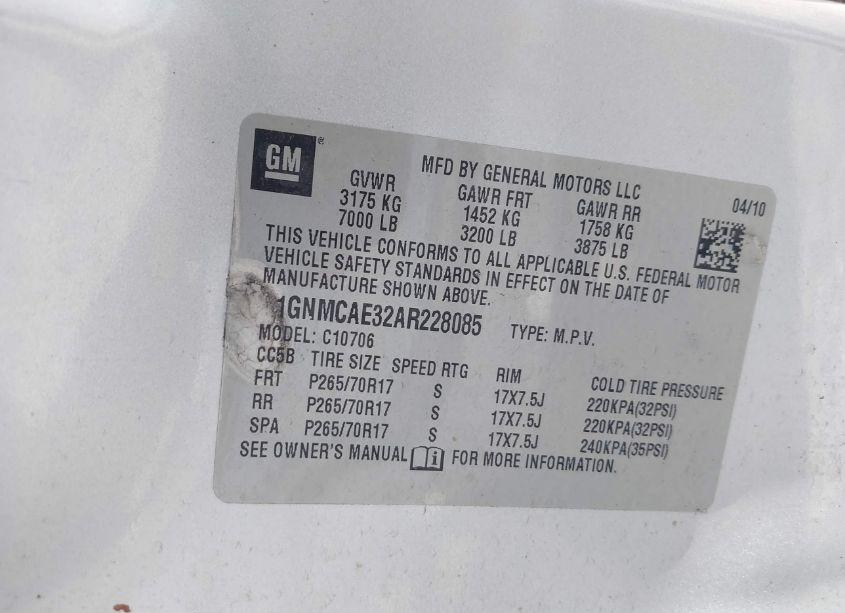 GM ®
MFD BY GENERAL MOTORS LLC
04/10
GVWR GAWR FRT GAWR RR
3175 KG 1452 KG 1758 KG
7000 LB 3200 LB 3875 LB
THIS VEHICLE CONFORMS TO ALL APPLICABLE U.S. FEDERAL MOTOR
VEHICLE SAFETY STANDARDS IN EFFECT ON THE DATE OF
MANUFACTURE SHOWN ABOVE.
1GNMCAE32AR228085 TYPE: M.P.V.
MODEL: C10706
CC5B TIRE SIZE SPEED RTG RIM COLD TIRE PRESSURE
FRT P265/70R17 S 17X7.5J 220KPA(32PSI)
RR P265/70R17 S 17X7.5J 220KPA(32PSI)
SPA P265/70R17 S 17X7.5J 240KPA(35PSI)
SEE OWNER'S MANUAL i FOR MORE INFORMATION.